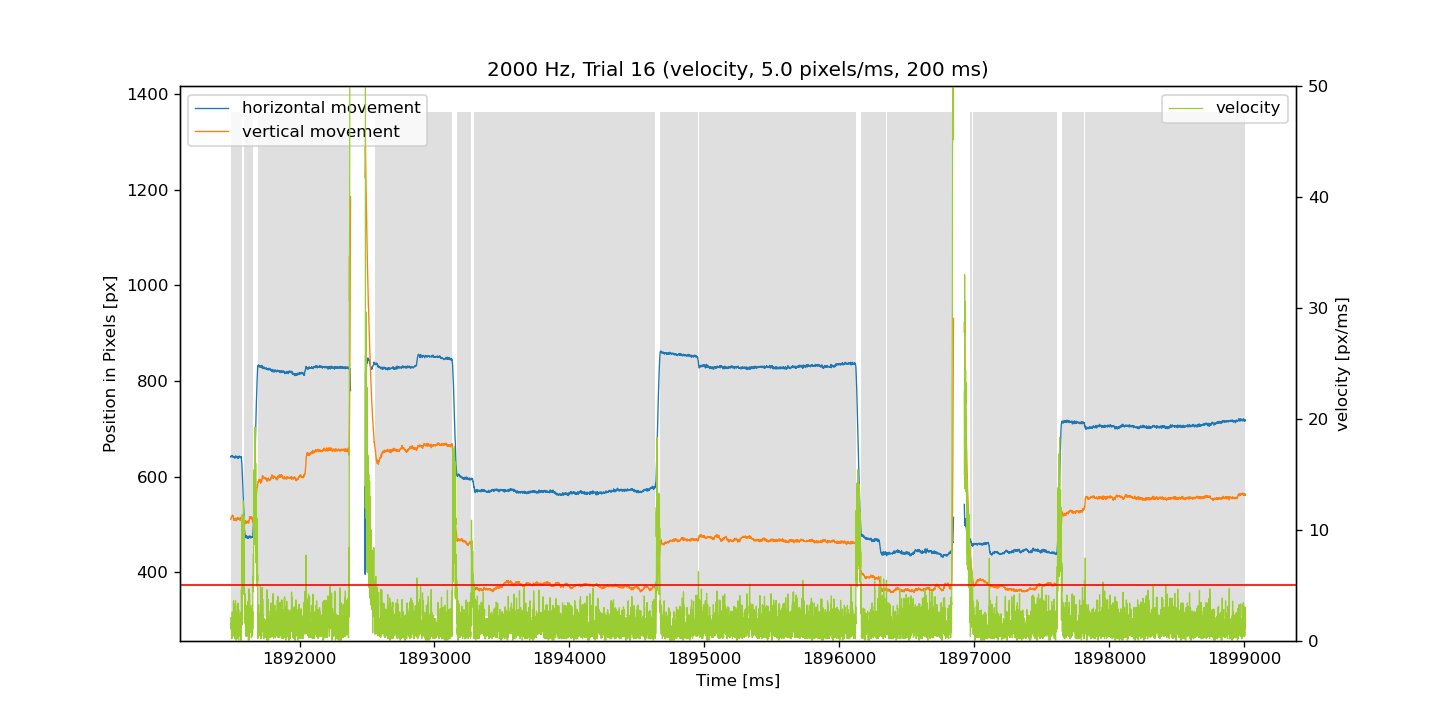 2000 Hz, Trial 16 (velocity, 5.0 pixels/ms, 200 ms)
horizontal movement
vertical movement
velocity
Position in Pixels [px]
1400
1200
1000
800
600
400
50
40
30
20
10
0
velocity [px/ms]
1892000 1893000 1894000 1895000 1896000 1897000 1898000 1899000
Time [ms]